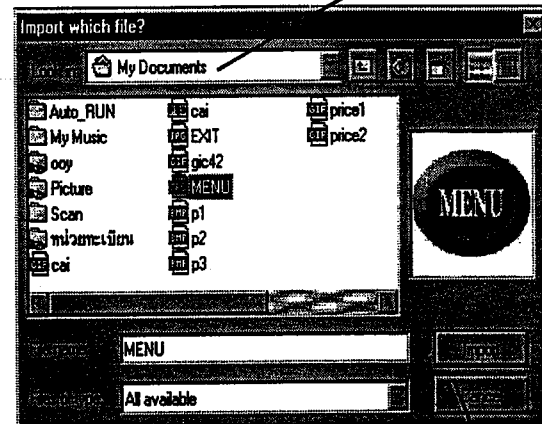 Import which file?
My Documents
Auto_RUN
My Music
ooy
Picture
Scan
หน่วยทะเบียน
cai
cai
EXIT
gic42
MENU
p1
p2
p3
price1
price2
MENU
MENU
All available